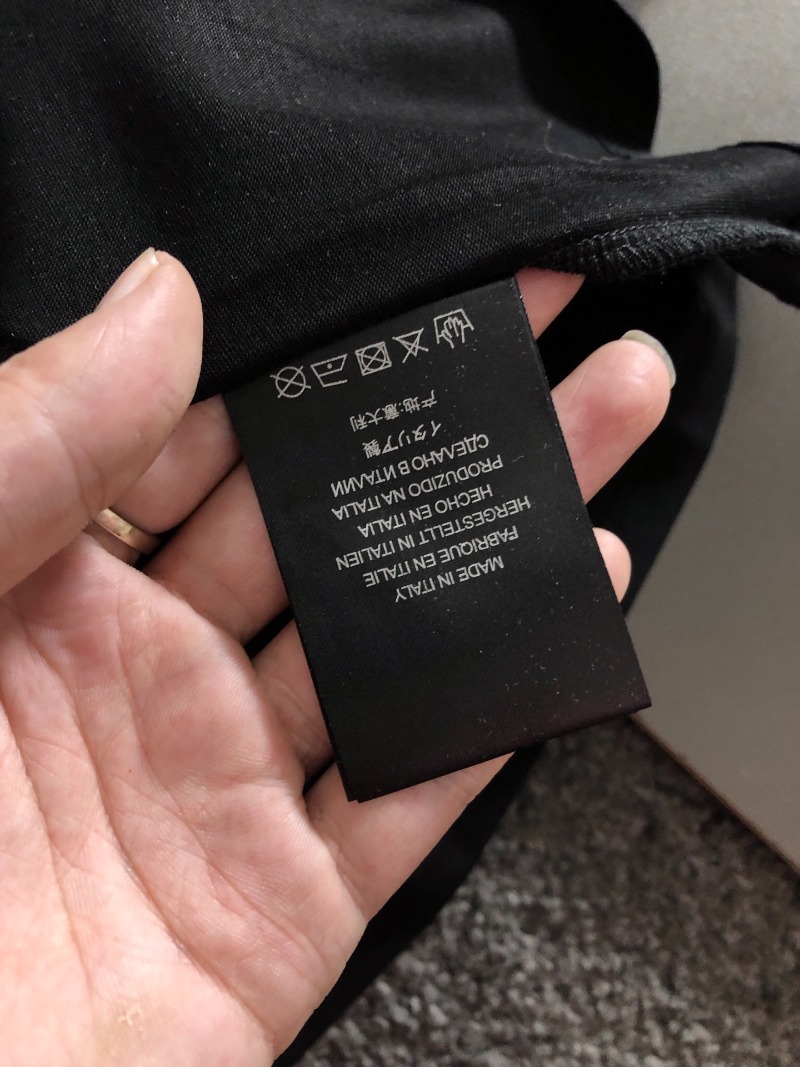 MADE IN ITALY
FABRIQUE EN ITALIE
HERGESTELLT IN ITALIEN
HECHO EN ITALIA
PRODUZIDO NA ITALIA
СДЕЛАНО В ИТАЛИИ
イタリア製
产地:意大利